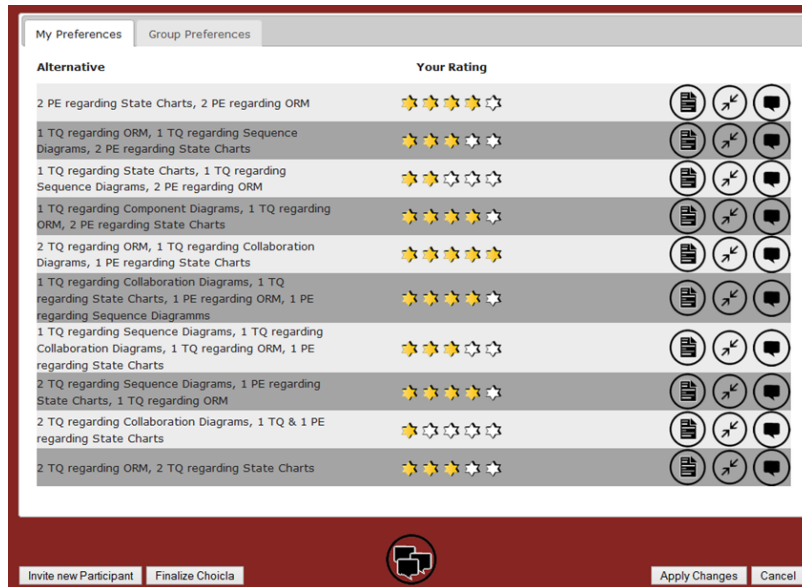 My Preferences Group Preferences
Alternative Your Rating
2 PE regarding State Charts, 2 PE regarding ORM
1 TQ regarding ORM, 1 TQ regarding Sequence
Diagrams, 2 PE regarding State Charts
1 TQ regarding State Charts, 1 TQ regarding
Sequence Diagrams, 2 PE regarding ORM
1 TQ regarding Component Diagrams, 1 TQ regarding
ORM, 2 PE regarding State Charts
2 TQ regarding ORM, 1 TQ regarding Collaboration
Diagrams, 1 PE regarding State Charts
1 TQ regarding Collaboration Diagrams, 1 TQ
regarding State Charts, 1 PE regarding ORM, 1 PE
regarding Sequence Diagramms
1 TQ regarding Sequence Diagrams, 1 TQ regarding
Collaboration Diagrams, 1 TQ regarding ORM, 1 PE
regarding State Charts
2 TQ regarding Sequence Diagrams, 1 PE regarding
State Charts, 1 TQ regarding ORM
2 TQ regarding Collaboration Diagrams, 1 TQ & 1 PE
regarding State Charts
2 TQ regarding ORM, 2 TQ regarding State Charts
Invite new Participant Finalize Choicla Apply Changes Cancel